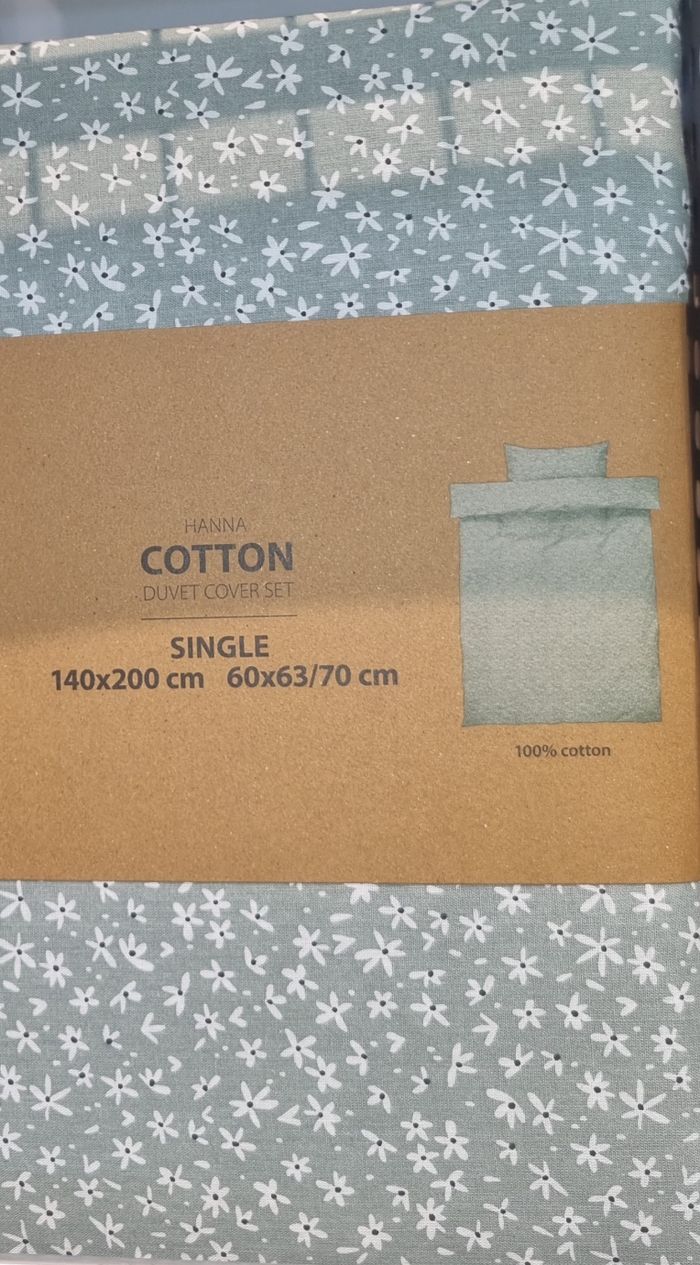 HANNA
COTTON
DUVET COVER SET
SINGLE
140x200 cm 60x63/70 cm
100% cotton